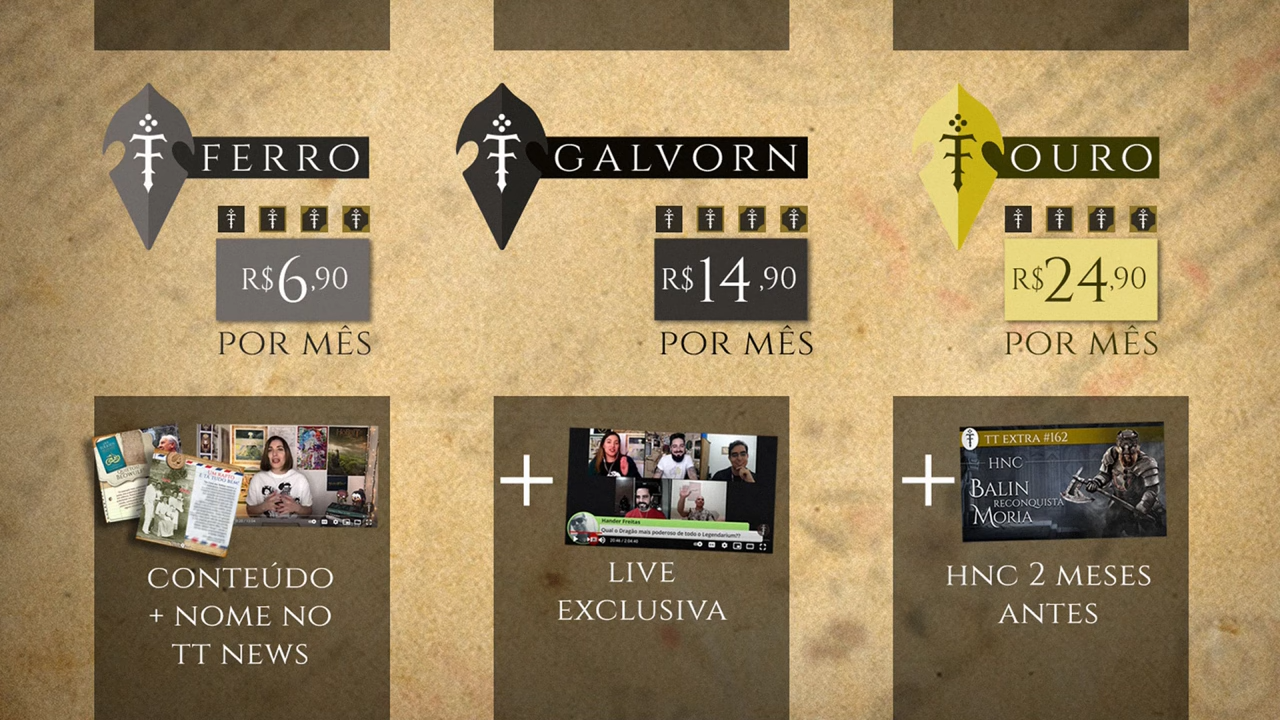 FERRO
R$6,90
POR MÊS
GALVORN
R$14,90
POR MÊS
OURO
R$24,90
POR MÊS
CONTEÚDO
+ NOME NO
TT NEWS
+
Hander Freitas
Qual o Dragão mais poderoso de todo o Legendarium??
LIVE
EXCLUSIVA
+
TT EXTRA #162
HNC
BALIN
RECONQUISTA
MORIA
HNC 2 MESES
ANTES